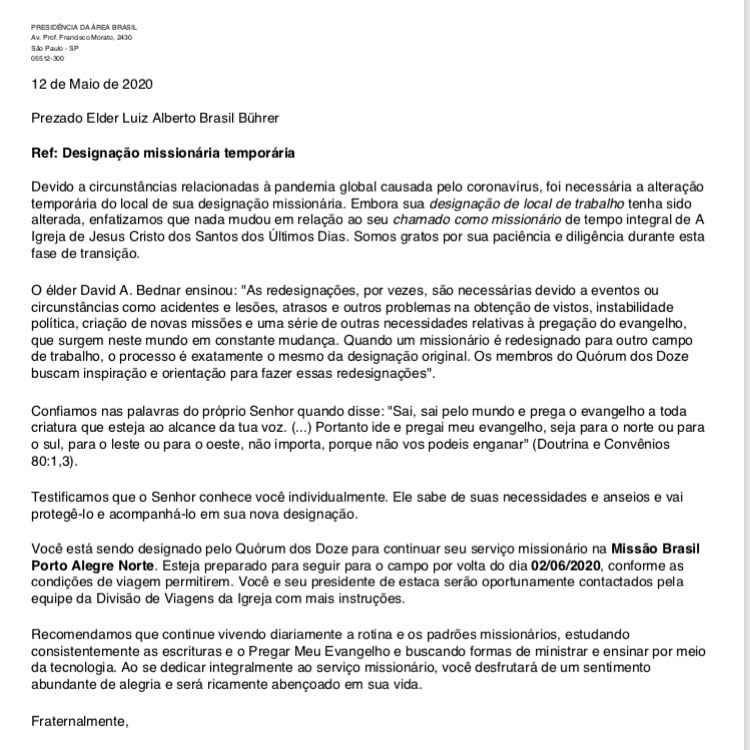 PRESIDÊNCIA DA ÁREA BRASIL
Av. Prof. Francisco Morato, 2430
São Paulo - SP
05512-300
12 de Maio de 2020
Prezado Elder Luiz Alberto Brasil Bührer
Ref: Designação missionária temporária
Devido a circunstâncias relacionadas à pandemia global causada pelo coronavírus, foi necessária a alteração
temporária do local de sua designação missionária. Embora sua designação de local de trabalho tenha sido
alterada, enfatizamos que nada mudou em relação ao seu chamado como missionário de tempo integral de A
Igreja de Jesus Cristo dos Santos dos Últimos Dias. Somos gratos por sua paciência e diligência durante esta
fase de transição.
O élder David A. Bednar ensinou: "As redesignações, por vezes, são necessárias devido a eventos ou
circunstâncias como acidentes e lesões, atrasos e outros problemas na obtenção de vistos, instabilidade
política, criação de novas missões e uma série de outras necessidades relativas à pregação do evangelho,
que surgem neste mundo em constante mudança. Quando um missionário é redesignado para outro campo
de trabalho, o processo é exatamente o mesmo da designação original. Os membros do Quórum dos Doze
buscam inspiração e orientação para fazer essas redesignações".
Confiamos nas palavras do próprio Senhor quando disse: "Sai, sai pelo mundo e prega o evangelho a toda
criatura que esteja ao alcance da tua voz. (...) Portanto ide e pregai meu evangelho, seja para o norte ou para
o sul, para o leste ou para o oeste, não importa, porque não vos podeis enganar" (Doutrina e Convênios
80:1,3).
Testificamos que o Senhor conhece você individualmente. Ele sabe de suas necessidades e anseios e vai
protegê-lo e acompanhá-lo em sua nova designação.
Você está sendo designado pelo Quórum dos Doze para continuar seu serviço missionário na Missão Brasil
Porto Alegre Norte. Esteja preparado para seguir para o campo por volta do dia 02/06/2020, conforme as
condições de viagem permitirem. Você e seu presidente de estaca serão oportunamente contactados pela
equipe da Divisão de Viagens da Igreja com mais instruções.
Recomendamos que continue vivendo diariamente a rotina e os padrões missionários, estudando
consistentemente as escrituras e o Pregar Meu Evangelho e buscando formas de ministrar e ensinar por meio
da tecnologia. Ao se dedicar integralmente ao serviço missionário, você desfrutará de um sentimento
abundante de alegria e será ricamente abençoado em sua vida.
Fraternalmente,